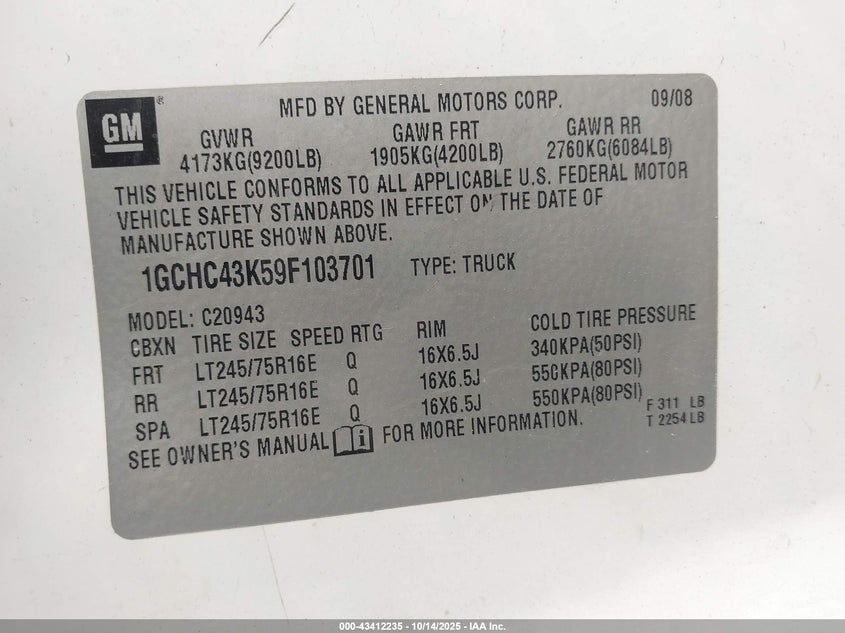 GM® MFD BY GENERAL MOTORS CORP. 09/08
GVWR GAWR FRT GAWR RR
4173KG(9200LB) 1905KG(4200LB) 2760KG(6084LB)
THIS VEHICLE CONFORMS TO ALL APPLICABLE U.S. FEDERAL MOTOR
VEHICLE SAFETY STANDARDS IN EFFECT ON THE DATE OF
MANUFACTURE SHOWN ABOVE.
1GCHC43K59F103701 TYPE: TRUCK
MODEL: C20943
CBXN TIRE SIZE SPEED RTG RIM COLD TIRE PRESSURE
FRT LT245/75R16E Q 16X6.5J 340KPA(50PSI)
RR LT245/75R16E Q 16X6.5J 550KPA(80PSI)
SPA LT245/75R16E Q 16X6.5J 550KPA(80PSI) F 311 LB
T 2254 LB
SEE OWNER'S MANUAL FOR MORE INFORMATION.
000-43412235 - 10/14/2025 - IAA Inc.